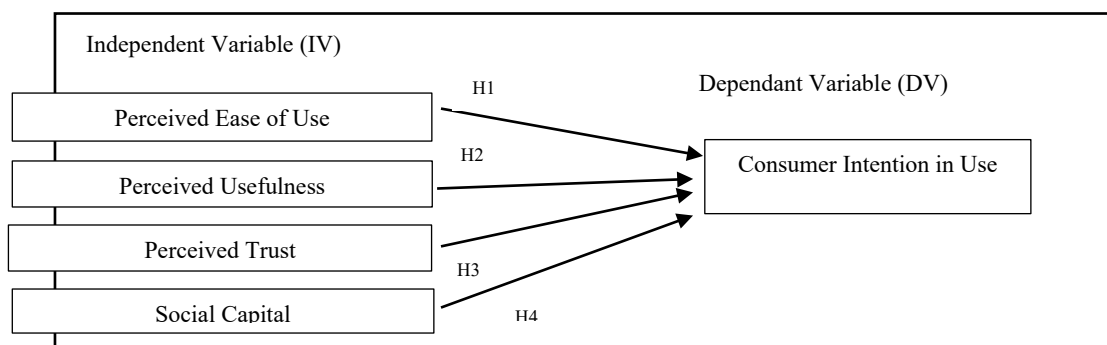 Independent Variable (IV)
H1
Dependant Variable (DV)
Perceived Ease of Use
H2
Consumer Intention in Use
Perceived Usefulness
Perceived Trust
H3
Social Capital
H4